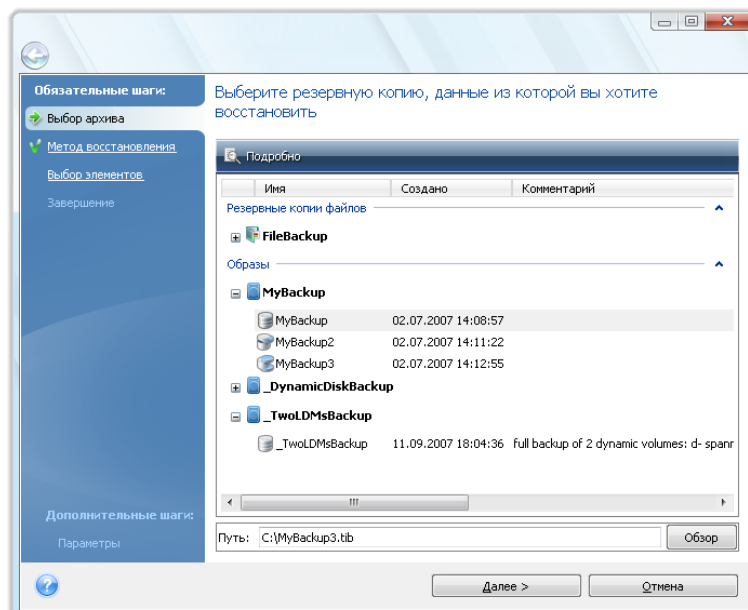 Обязательные шаги:
Выбор архива
Метод восстановления
Выбор элементов
Завершение
Дополнительные шаги:
Параметры
Выберите резервную копию, данные из которой вы хотите
восстановить
Подробно
Имя Создано Комментарий
Резервные копии файлов
FileBackup
Образы
MyBackup
MyBackup 02.07.2007 14:08:57
MyBackup2 02.07.2007 14:11:22
MyBackup3 02.07.2007 14:12:55
_DynamicDiskBackup
_TwoLDMsBackup
_TwoLDMsBackup 11.09.2007 18:04:36 full backup of 2 dynamic volumes: d- spanr
Путь: C:\MyBackup3.tib Обзор
Далее > Отмена